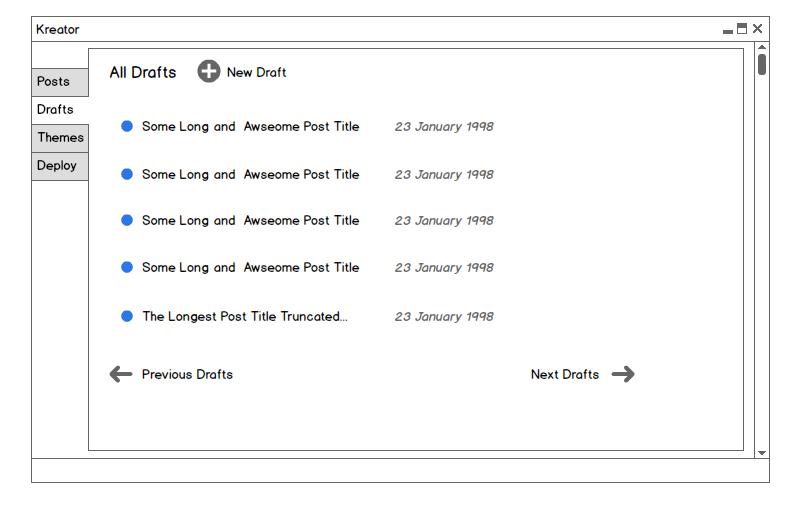 Kreator
Posts
Drafts
Themes
Deploy
All Drafts
New Draft
Some Long and Awseome Post Title 23 January 1998
Some Long and Awseome Post Title 23 January 1998
Some Long and Awseome Post Title 23 January 1998
Some Long and Awseome Post Title 23 January 1998
The Longest Post Title Truncated... 23 January 1998
Previous Drafts
Next Drafts